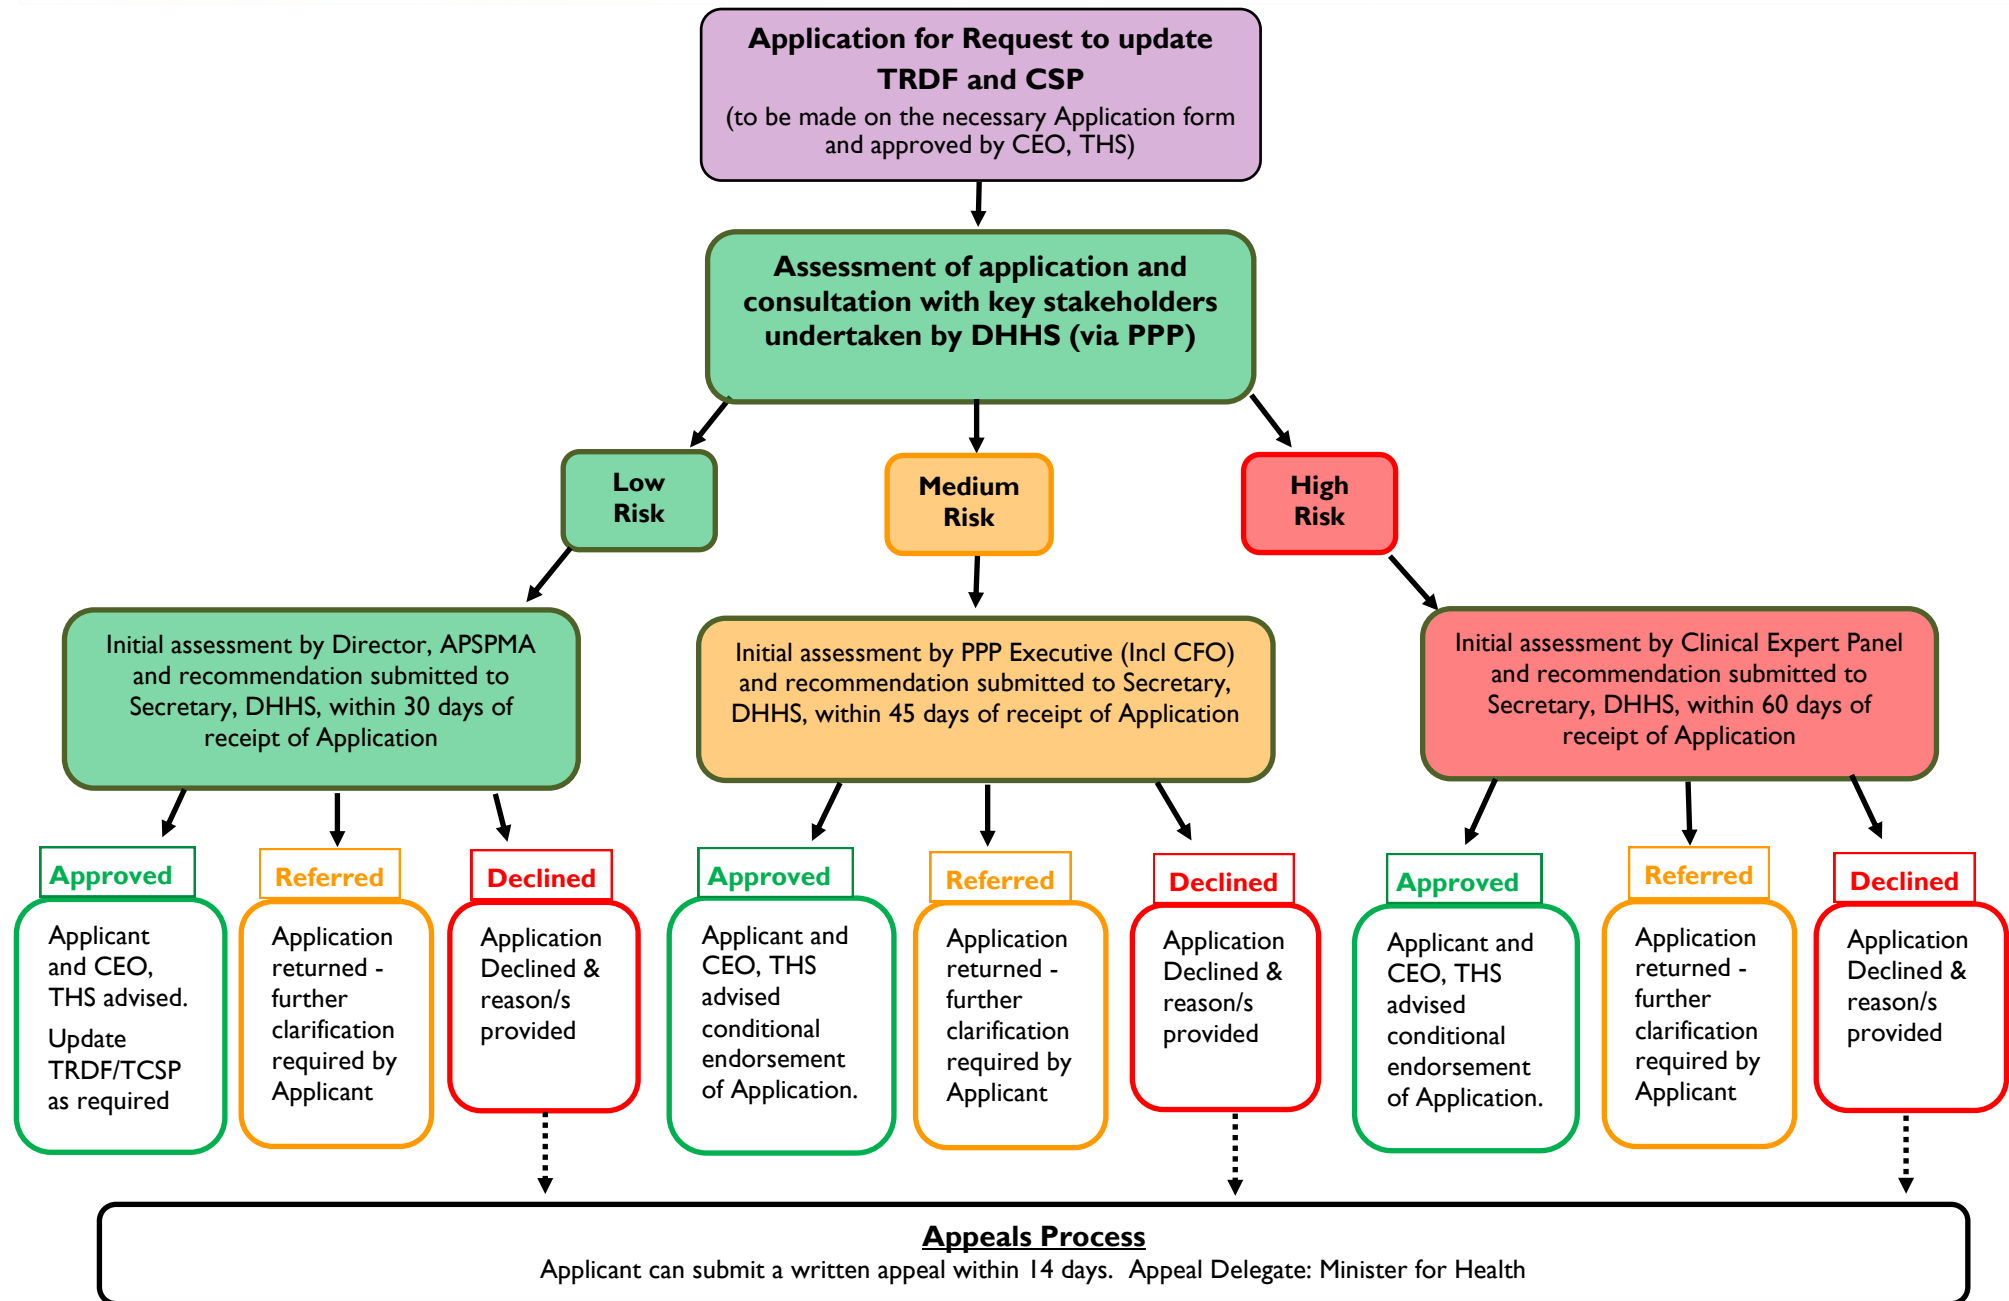 Application for Request to update
TRDF and CSP
(to be made on the necessary Application form
and approved by CEO, THS)
Assessment of application and
consultation with key stakeholders
undertaken by DHHS (via PPP)
Low
Risk
Medium
Risk
High
Risk
Initial assessment by Director, APSPMA
and recommendation submitted to
Secretary, DHHS, within 30 days of
receipt of Application
Initial assessment by PPP Executive (Incl CFO)
and recommendation submitted to Secretary,
DHHS, within 45 days of receipt of Application
Initial assessment by Clinical Expert Panel
and recommendation submitted to
Secretary, DHHS, within 60 days of
receipt of Application
Approved
Applicant
and CEO,
THS advised.
Update
TRDF/TCSP
as required
Referred
Application
returned -
further
clarification
required by
Applicant
Declined
Application
Declined &
reason/s
provided
Approved
Applicant and
CEO, THS
advised
conditional
endorsement
of Application.
Referred
Application
returned -
further
clarification
required by
Applicant
Declined
Application
Declined &
reason/s
provided
Approved
Applicant and
CEO, THS
advised
conditional
endorsement
of Application.
Referred
Application
returned -
further
clarification
required by
Applicant
Declined
Application
Declined &
reason/s
provided
Appeals Process
Applicant can submit a written appeal within 14 days. Appeal Delegate: Minister for Health